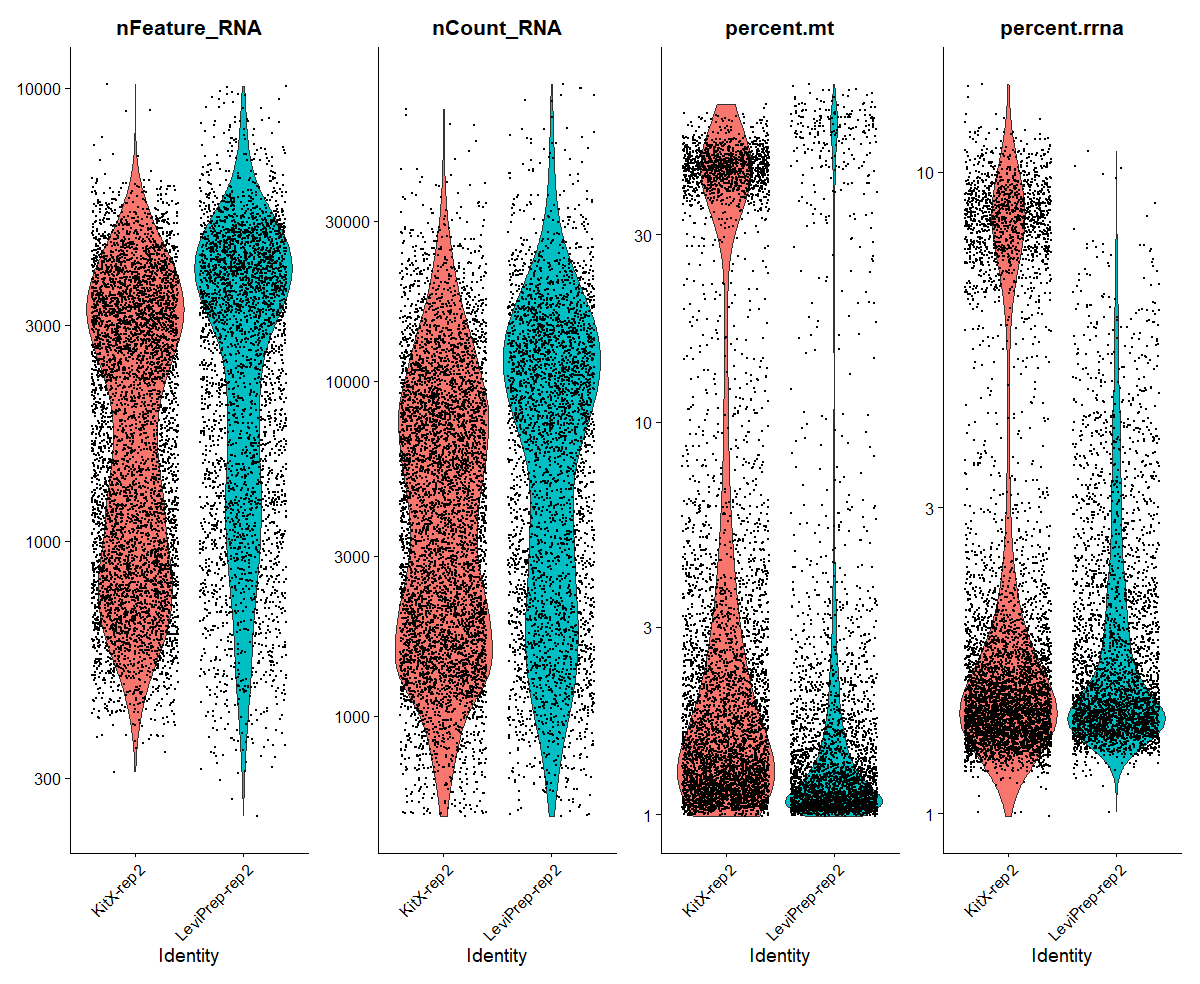 nFeature_RNA
10000
3000
1000
300
KitX-rep2
LeviPrep-rep2
Identity
nCount_RNA
30000
10000
3000
1000
KitX-rep2
LeviPrep-rep2
Identity
percent.mt
30
10
3
1
KitX-rep2
LeviPrep-rep2
Identity
percent.rrna
10
3
1
KitX-rep2
LeviPrep-rep2
Identity